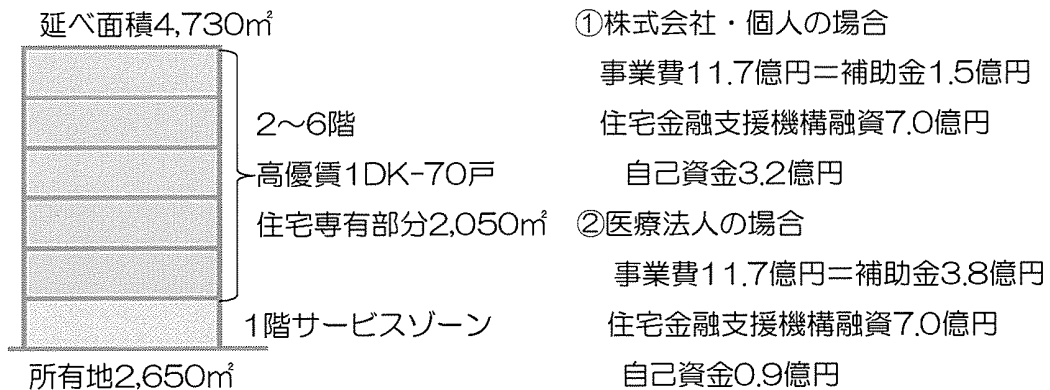 延べ面積4,730㎡
2〜6階
高優賃1DK-70戸
住宅専有部分2,050㎡
1階サービスゾーン
所有地2,650㎡
①株式会社・個人の場合
事業費11.7億円＝補助金1.5億円
住宅金融支援機構融資7.0億円
自己資金3.2億円
②医療法人の場合
事業費11.7億円＝補助金3.8億円
住宅金融支援機構融資7.0億円
自己資金0.9億円